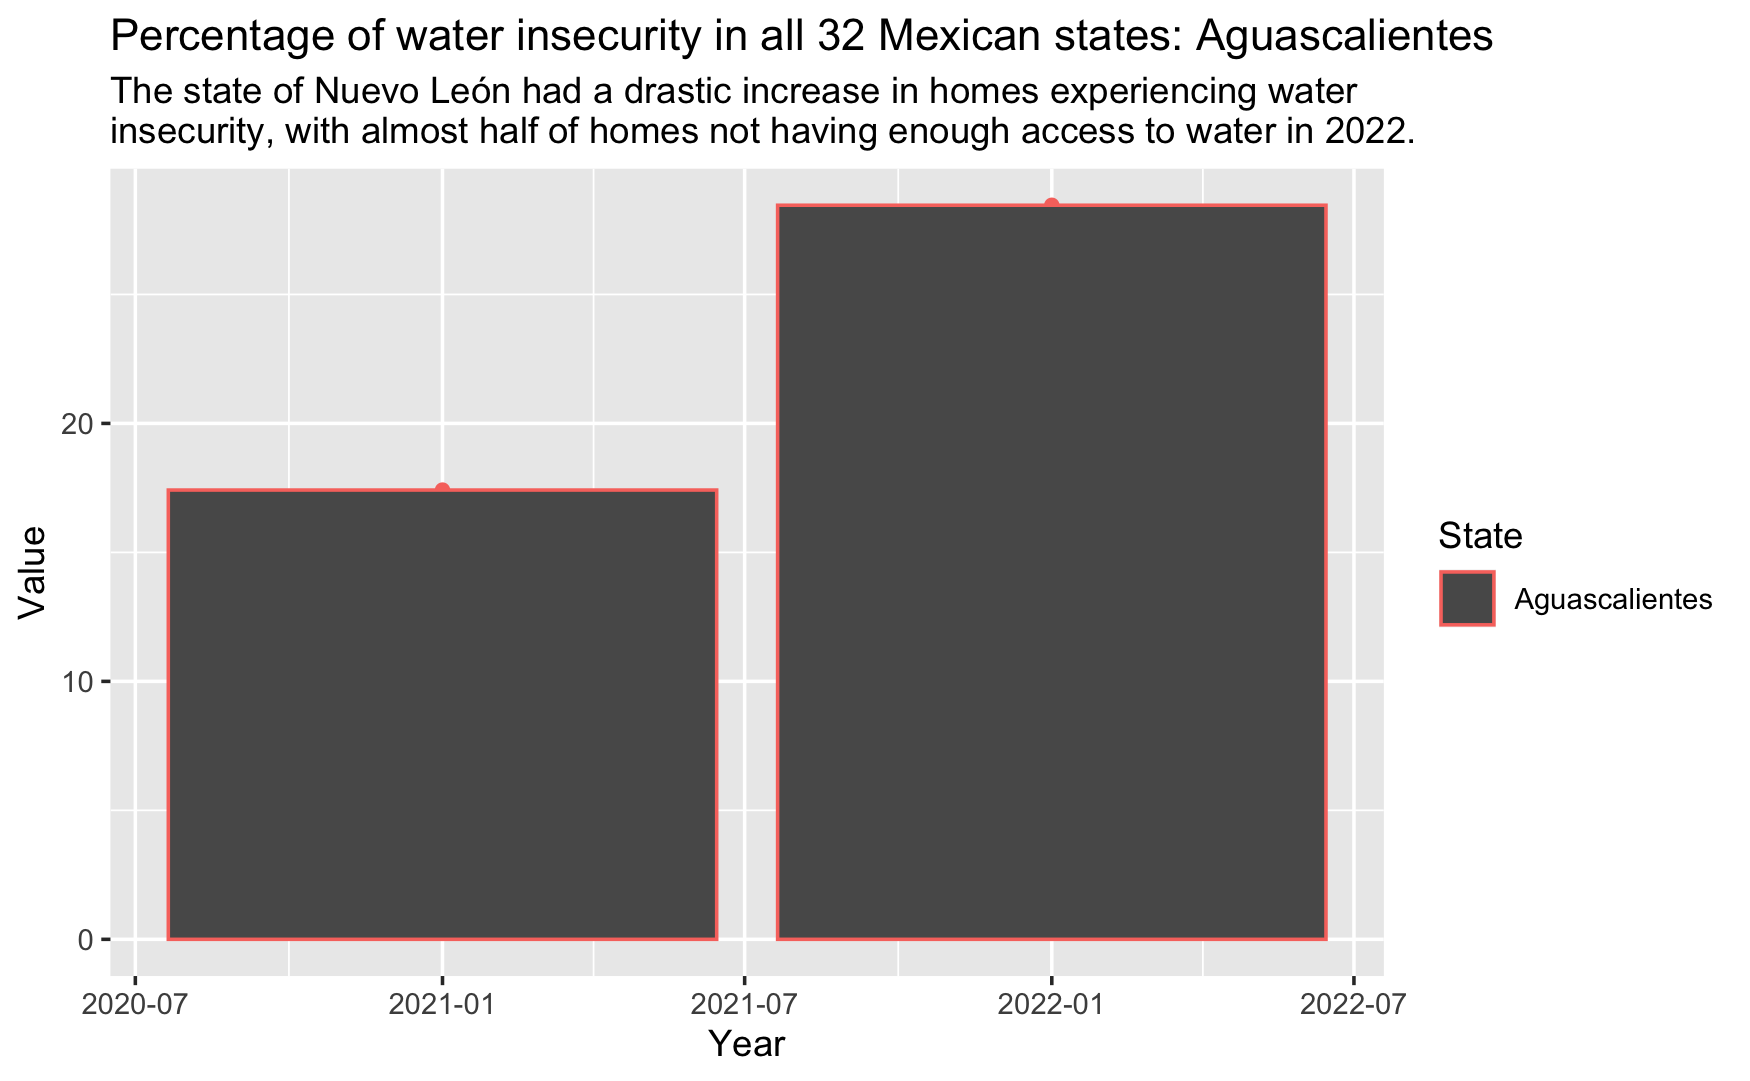 Percentage of water insecurity in all 32 Mexican states: Aguascalientes
The state of Nuevo León had a drastic increase in homes experiencing water
insecurity, with almost half of homes not having enough access to water in 2022.
Value
20
10
0
2020-07
2021-01
2021-07
2022-01
2022-07
Year
State
Aguascalientes